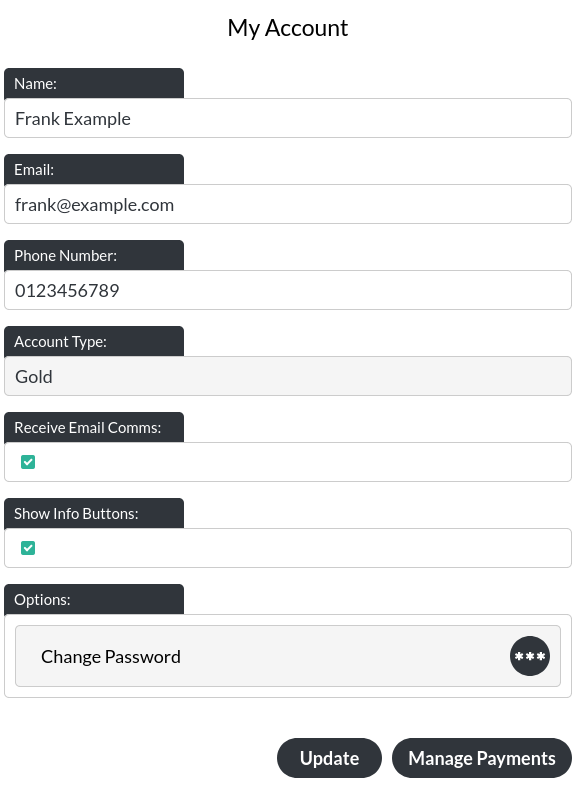 My Account
Name:
Frank Example
Email:
frank@example.com
Phone Number:
0123456789
Account Type:
Gold
Receive Email Comms:
Show Info Buttons:
Options:
Change Password
***
Update
Manage Payments